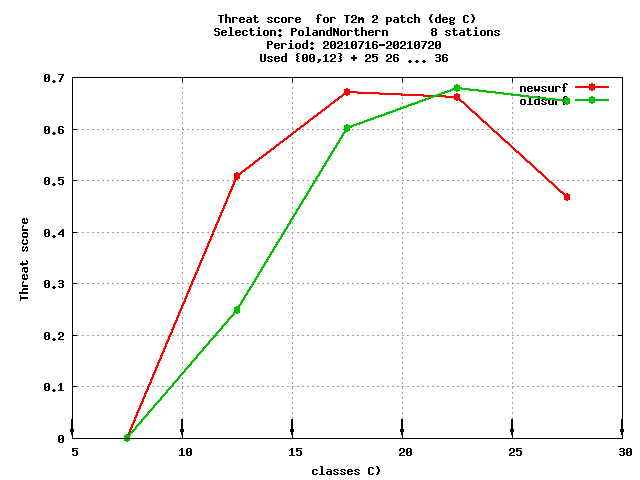 Threat score  for T2m 2 patch (deg C)
Selection: PolandNorthern      8 stations
Period: 20210716-20210720
Used {00,12} + 25 26 ... 36
newsurf
oldsurf
0.7
0.6
0.5
0.4
0.3
0.2
0.1
0
Threat score
5 10 15 20 25 30
classes C)